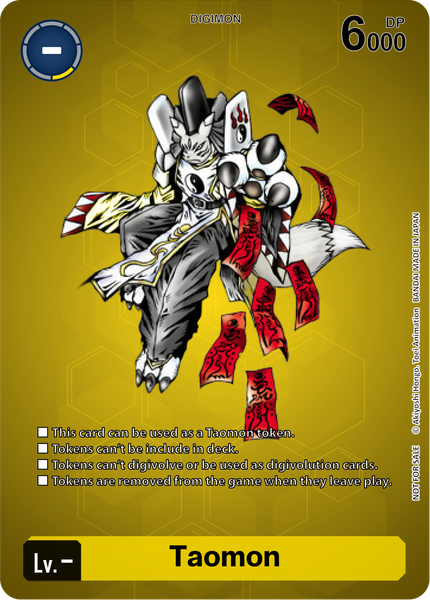 DIGIMON
-
DP
6000
■ This card can be used as a Taomon token.
■ Tokens can't be include in deck.
■ Tokens can't digivolve or be used as digivolution cards.
■ Tokens are removed from the game when they leave play.
NOT FOR SALE © Akiyoshi Hongo, Toei Animation BANDAI MADE IN JAPAN
Lv.-
Taomon